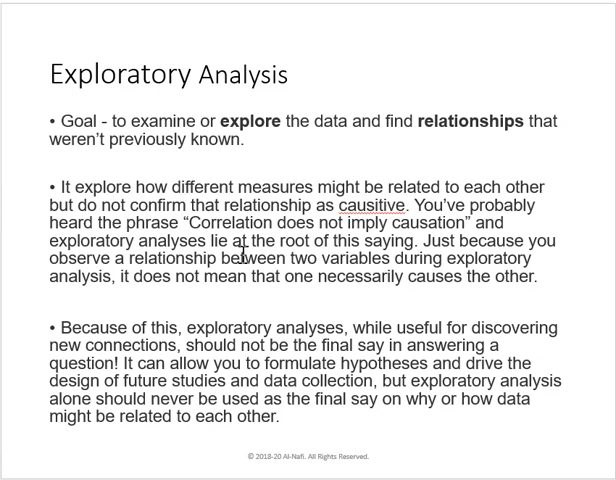 Exploratory Analysis
• Goal - to examine or explore the data and find relationships that
weren’t previously known.
• It explore how different measures might be related to each other
but do not confirm that relationship as causitive. You’ve probably
heard the phrase “Correlation does not imply causation” and
exploratory analyses lie at the root of this saying. Just because you
observe a relationship between two variables during exploratory
analysis, it does not mean that one necessarily causes the other.
• Because of this, exploratory analyses, while useful for discovering
new connections, should not be the final say in answering a
question! It can allow you to formulate hypotheses and drive the
design of future studies and data collection, but exploratory analysis
alone should never be used as the final say on why or how data
might be related to each other.
© 2018-20 Al-Nafi. All Rights Reserved.